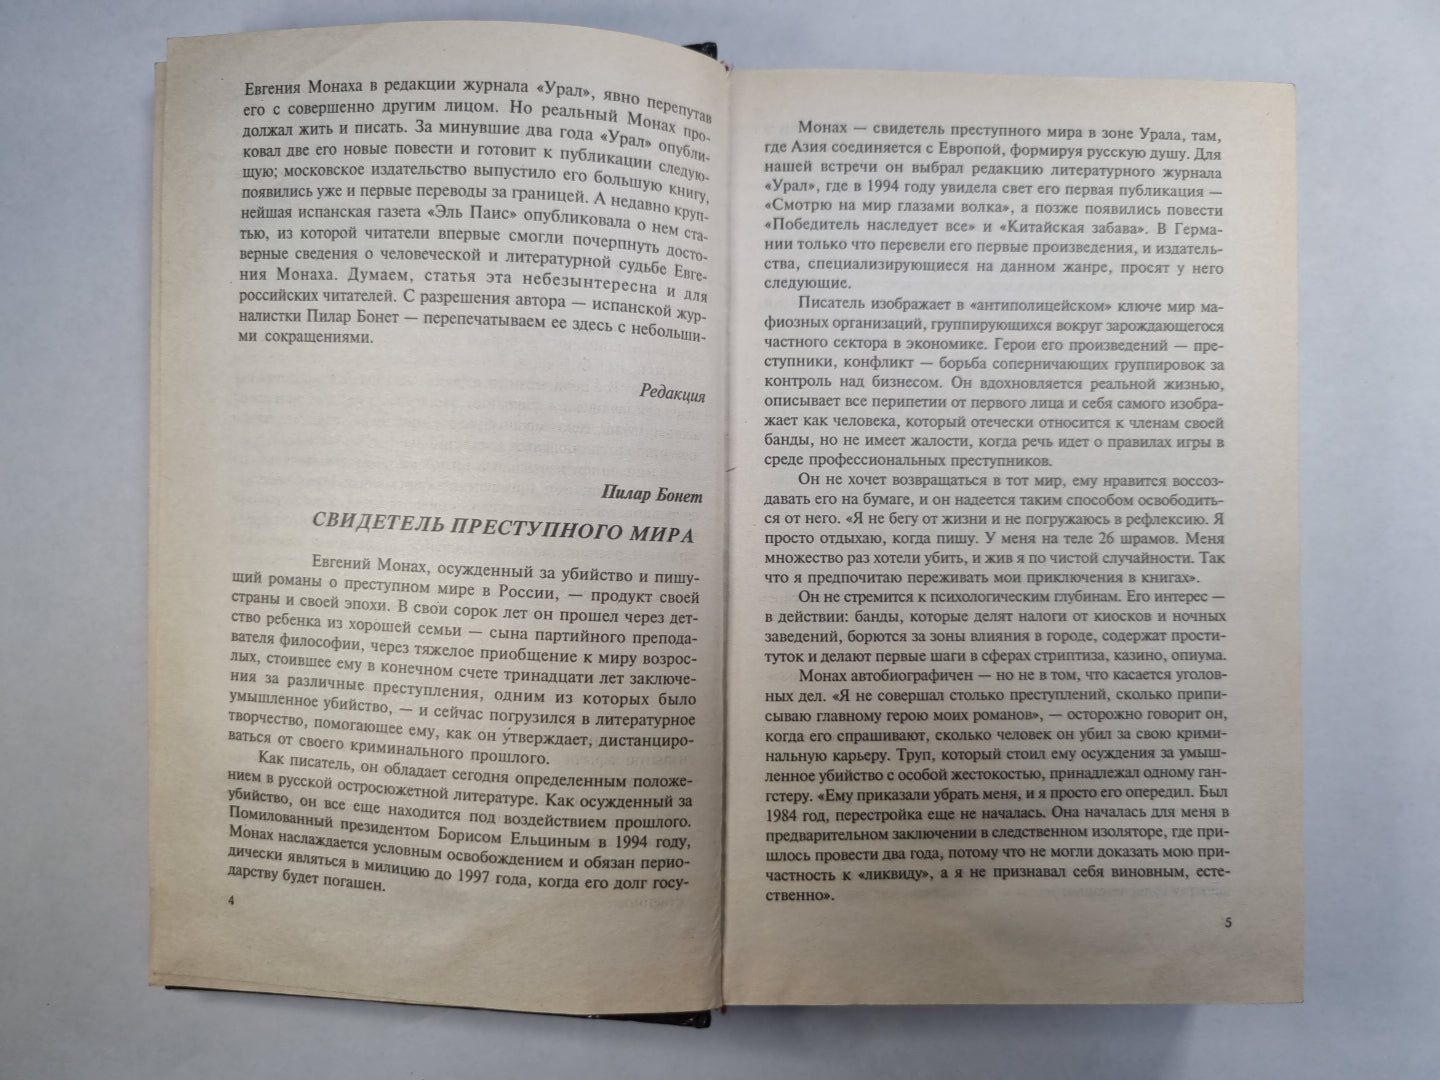 Евгения Монаха в редакции журнала «Урал», явно перепутав
его с совершенно другим лицом. Но реальный Монах про-
должал жить и писать. За минувшие два года «Урал» опубли-
ковал две его новые повести и готовит к публикации следую-
щую; московское издательство выпустило его большую книгу,
появились уже и первые переводы за границей. А недавно круп-
нейшая испанская газета «Эль Паис» опубликовала о нем ста-
тью, из которой читатели впервые смогли почерпнуть досто-
верные сведения о человеческой и литературной судьбе Евге-
ния Монаха. Думаем, статья эта небезынтересна и для
российских читателей. С разрешения автора — испанской жур-
налистки Пилар Бонет — перепечатываем ее здесь с небольши-
ми сокращениями.
Редакция
Пилар Бонет
СВИДЕТЕЛЬ ПРЕСТУПНОГО МИРА
Евгений Монах, осужденный за убийство и пишу-
щий романы о преступном мире в России, — продукт своей
страны и своей эпохи. В свои сорок лет он прошел через дет-
ство ребенка из хорошей семьи — сына партийного препода-
вателя философии, через тяжелое приобщение к миру взрос-
лых, стоившее ему в конечном счете тринадцати лет заключе-
ния за различные преступления, одним из которых было
умышленное убийство, — и сейчас погрузился в литературное
творчество, помогающее ему, как он утверждает, дистанциро-
ваться от своего криминального прошлого.
Как писатель, он обладает сегодня определенным положе-
нием в русской остросюжетной литературе. Как осужденный за
убийство, он все еще находится под воздействием прошлого.
Помилованный президентом Борисом Ельциным в 1994 году,
Монах наслаждается условным освобождением и обязан перио-
дически являться в милицию до 1997 года, когда его долг госу-
дарству будет погашен.
4
Монах — свидетель преступного мира в зоне Урала, там,
где Азия соединяется с Европой, формируя русскую душу. Для
нашей встречи он выбрал редакцию литературного журнала
«Урал», где в 1994 году увидела свет его первая публикация —
«Смотрю на мир глазами волка», а позже появились повести
«Победитель наследует все» и «Китайская забава». В Герма-
нии только что перевели его первые произведения, и издатель-
ства, специализирующиеся на данном жанре, просят у него
следующие.
Писатель изображает в «антиполицейском» ключе мир ма-
фиозных организаций, группирующихся вокруг зарождающегося
частного сектора в экономике. Герои его произведений — пре-
ступники, конфликт — борьба соперничающих группировок за
контроль над бизнесом. Он вдохновляется реальной жизнью,
описывает все перипетии от первого лица и себя самого изобра-
жает как человека, который отечески относится к членам своей
банды, но не имеет жалости, когда речь идет о правилах игры в
среде профессиональных преступников.
Он не хочет возвращаться в тот мир, ему нравится воссоз-
давать его на бумаге, и он надеется таким способом освободить-
ся от него. «Я не бегу от жизни и не погружаюсь в рефлексию. Я
просто отдыхаю, когда пишу. У меня на теле 26 шрамов. Меня
множество раз хотели убить, и жив я по чистой случайности. Так
что я предпочитаю переживать мои приключения в книгах».
Он не стремится к психологическим глубинам. Его интерес —
в действии: банды, которые делят налоги от киосков и ночных
заведений, борются за зоны влияния в городе, содержат прости-
туток и делают первые шаги в сферах стриптиза, казино, опиума.
Монах автобиографичен — но не в том, что касается уголов-
ных дел. «Я не совершал столько преступлений, сколько припи-
сываю главному герою моих романов», — осторожно говорит он,
когда его спрашивают, сколько человек он убил за свою крими-
нальную карьеру. Труп, который стоил ему осуждения за умыш-
ленное убийство с особой жестокостью, принадлежал одному ган-
гстеру. «Ему приказали убрать меня, и я просто его опередил. Был
1984 год, перестройка еще не началась. Она началась для меня в
предварительном заключении в следственном изоляторе, где при-
шлось провести два года, потому что не могли доказать мою при-
частность к «ликвиду», а я не признавал себя виновным, есте-
ственно».
5